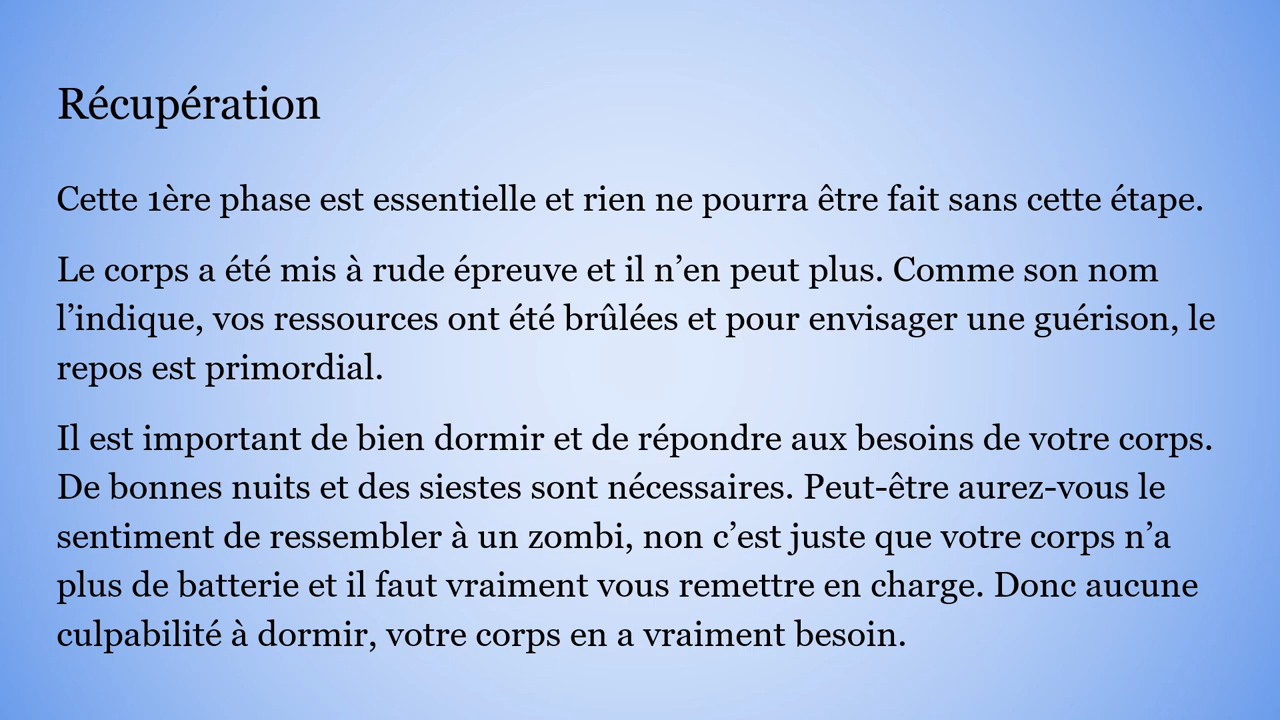 Récupération
Cette 1ère phase est essentielle et rien ne pourra être fait sans cette étape.
Le corps a été mis à rude épreuve et il n’en peut plus. Comme son nom
l’indique, vos ressources ont été brûlées et pour envisager une guérison, le
repos est primordial.
Il est important de bien dormir et de répondre aux besoins de votre corps.
De bonnes nuits et des siestes sont nécessaires. Peut-être aurez-vous le
sentiment de ressembler à un zombi, non c’est juste que votre corps n’a
plus de batterie et il faut vraiment vous remettre en charge. Donc aucune
culpabilité à dormir, votre corps en a vraiment besoin.